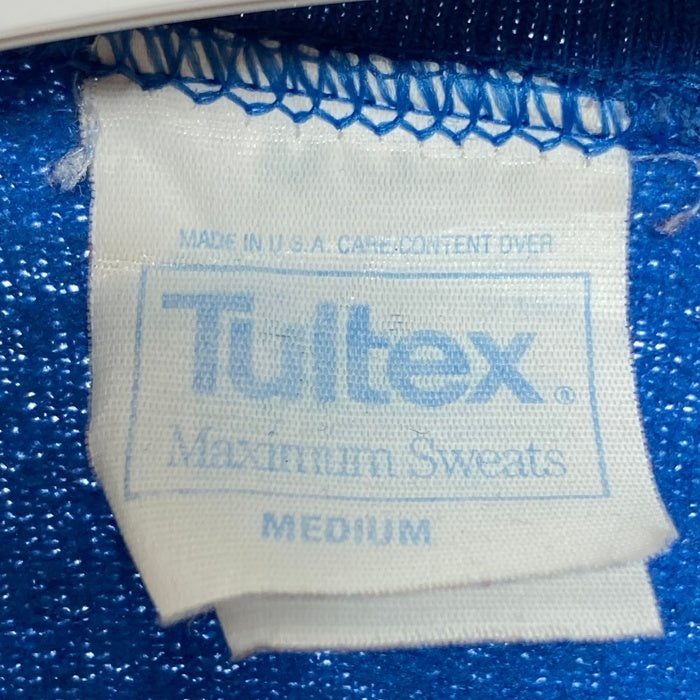 MADE IN U.S.A. CARE/CONTENT OVER
Tultex®
Maximum Sweats
MEDIUM